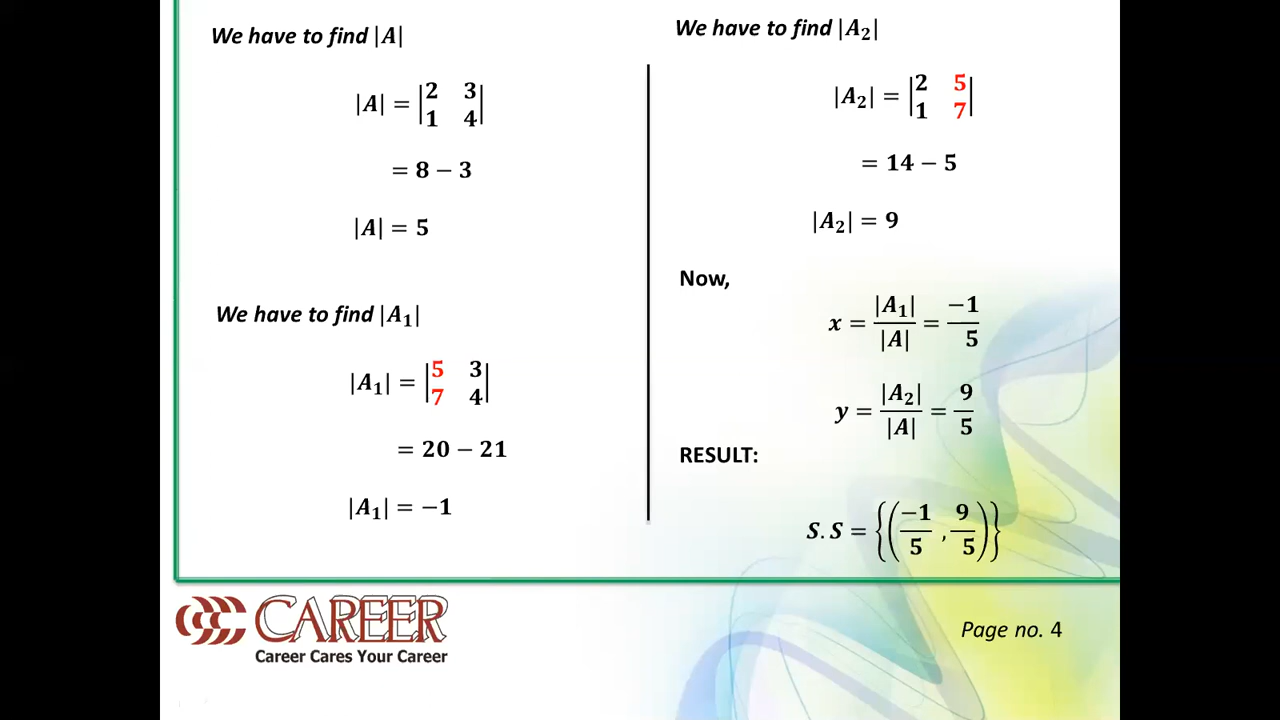 We have to find |A|
|A| = |2 3|
|1 4|
= 8 − 3
|A| = 5
We have to find |A₁|
|A₁| = |5 3|
|7 4|
= 20 − 21
|A₁| = −1
We have to find |A₂|
|A₂| = |2 5|
|1 7|
= 14 − 5
|A₂| = 9
Now,
x = |A₁|/|A| = −1/5
y = |A₂|/|A| = 9/5
RESULT:
S.S = {(−1/5 , 9/5)}
CAREER
Career Cares Your Career
Page no. 4